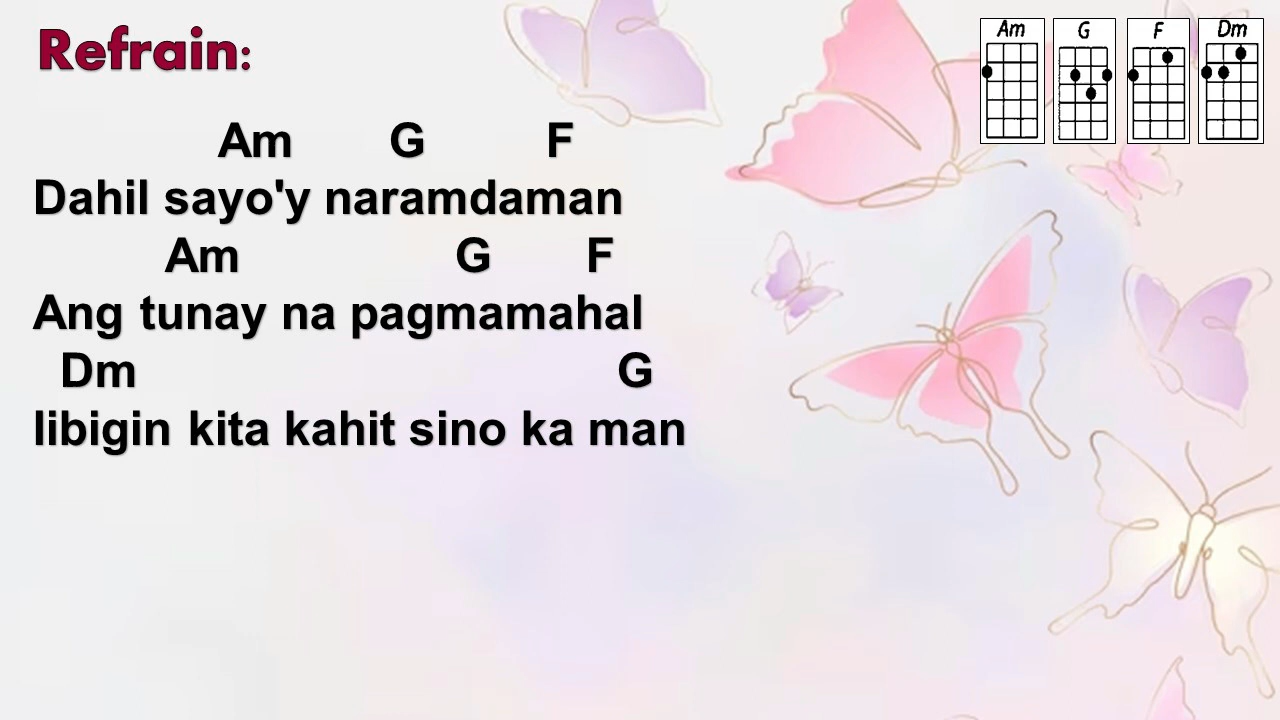 Refrain:
Am G F Dm
Am G F
Dahil sayo'y naramdaman
Am G F
Ang tunay na pagmamahal
Dm G
Iibigin kita kahit sino ka man